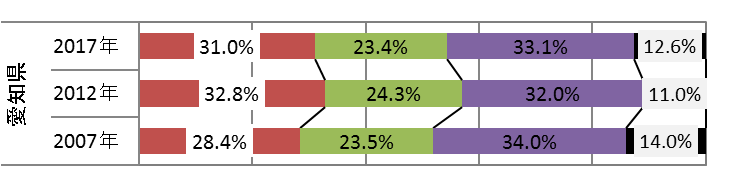 愛知県
2017年 31.0% 23.4% 33.1% 12.6%
2012年 32.8% 24.3% 32.0% 11.0%
2007年 28.4% 23.5% 34.0% 14.0%